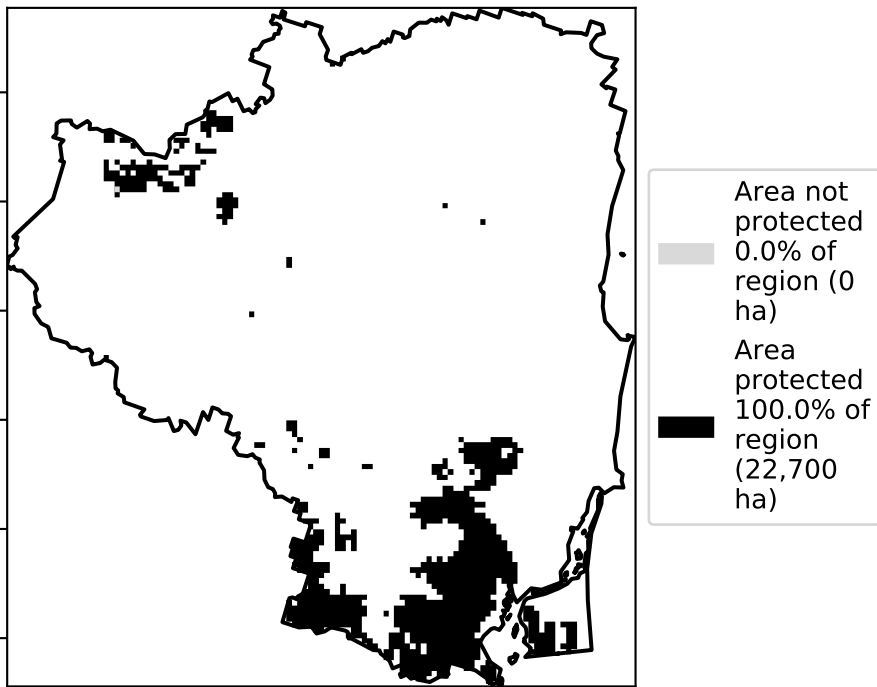 Area not
protected
0.0% of
region (0
ha)
Area
protected
100.0% of
region
(22,700
ha)